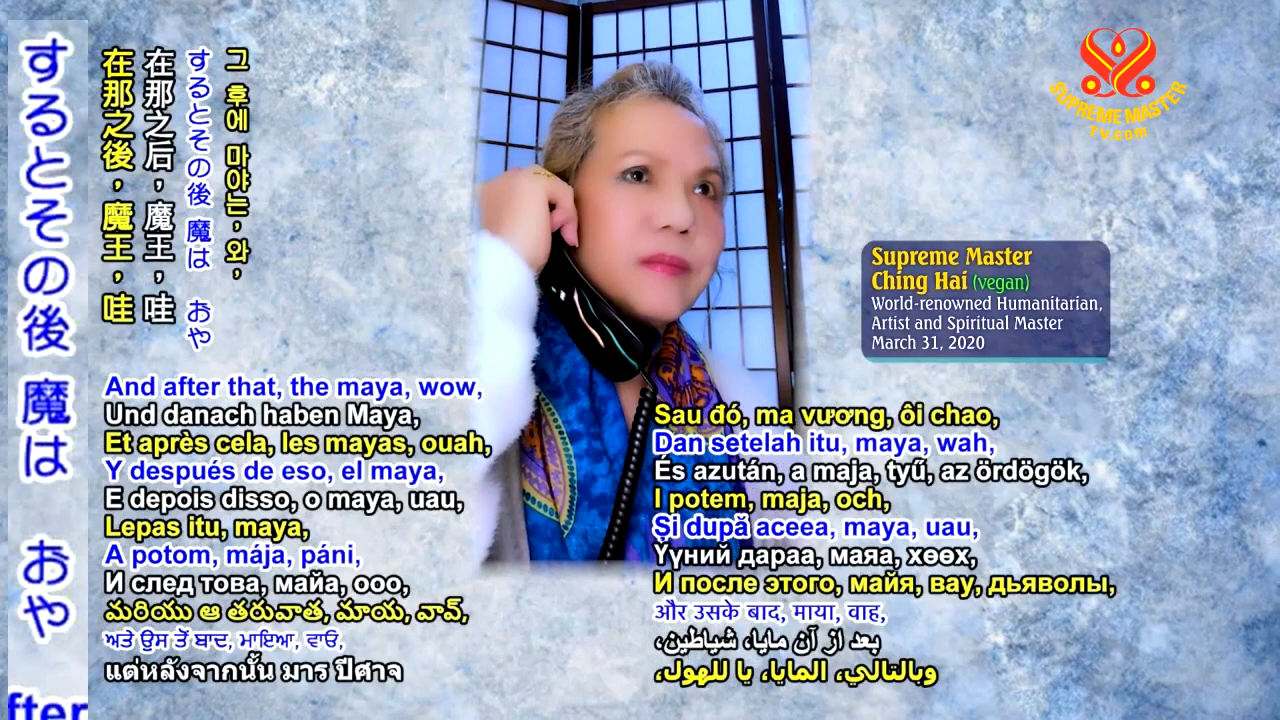 するとその後 魔は おや
fter
在那之後，魔王，哇
在那之后，魔王，哇
するとその後 魔は おや
그 후에 마야는, 와,
SUPREME MASTER
TV.com
Supreme Master
Ching Hai (vegan)
World-renowned Humanitarian,
Artist and Spiritual Master
March 31, 2020
And after that, the maya, wow,
Und danach haben Maya,
Et après cela, les mayas, ouah,
Y después de eso, el maya,
E depois disso, o maya, uau,
Lepas itu, maya,
A potom, mája, páni,
И след това, майа, ооо,
మరియు ఆ తరువాత, మాయ, వావ్,
ਅਤੇ ਉਸ ਤੋਂ ਬਾਦ, ਮਾਇਆ, ਵਾਓ,
แต่หลังจากนั้น มาร ปีศาจ
Sau đó, ma vương, ôi chao,
Dan setelah itu, maya, wah,
És azután, a maja, tyű, az ördögök,
I potem, maja, och,
Și după aceea, maya, uau,
Үүний дараа, маяа, хөөх,
И после этого, майя, вау, дьяволы,
और उसके बाद, माया, वाह,
بعد از آن مایا، شیاطین،
وبالتالي، المايا، يا للهول،